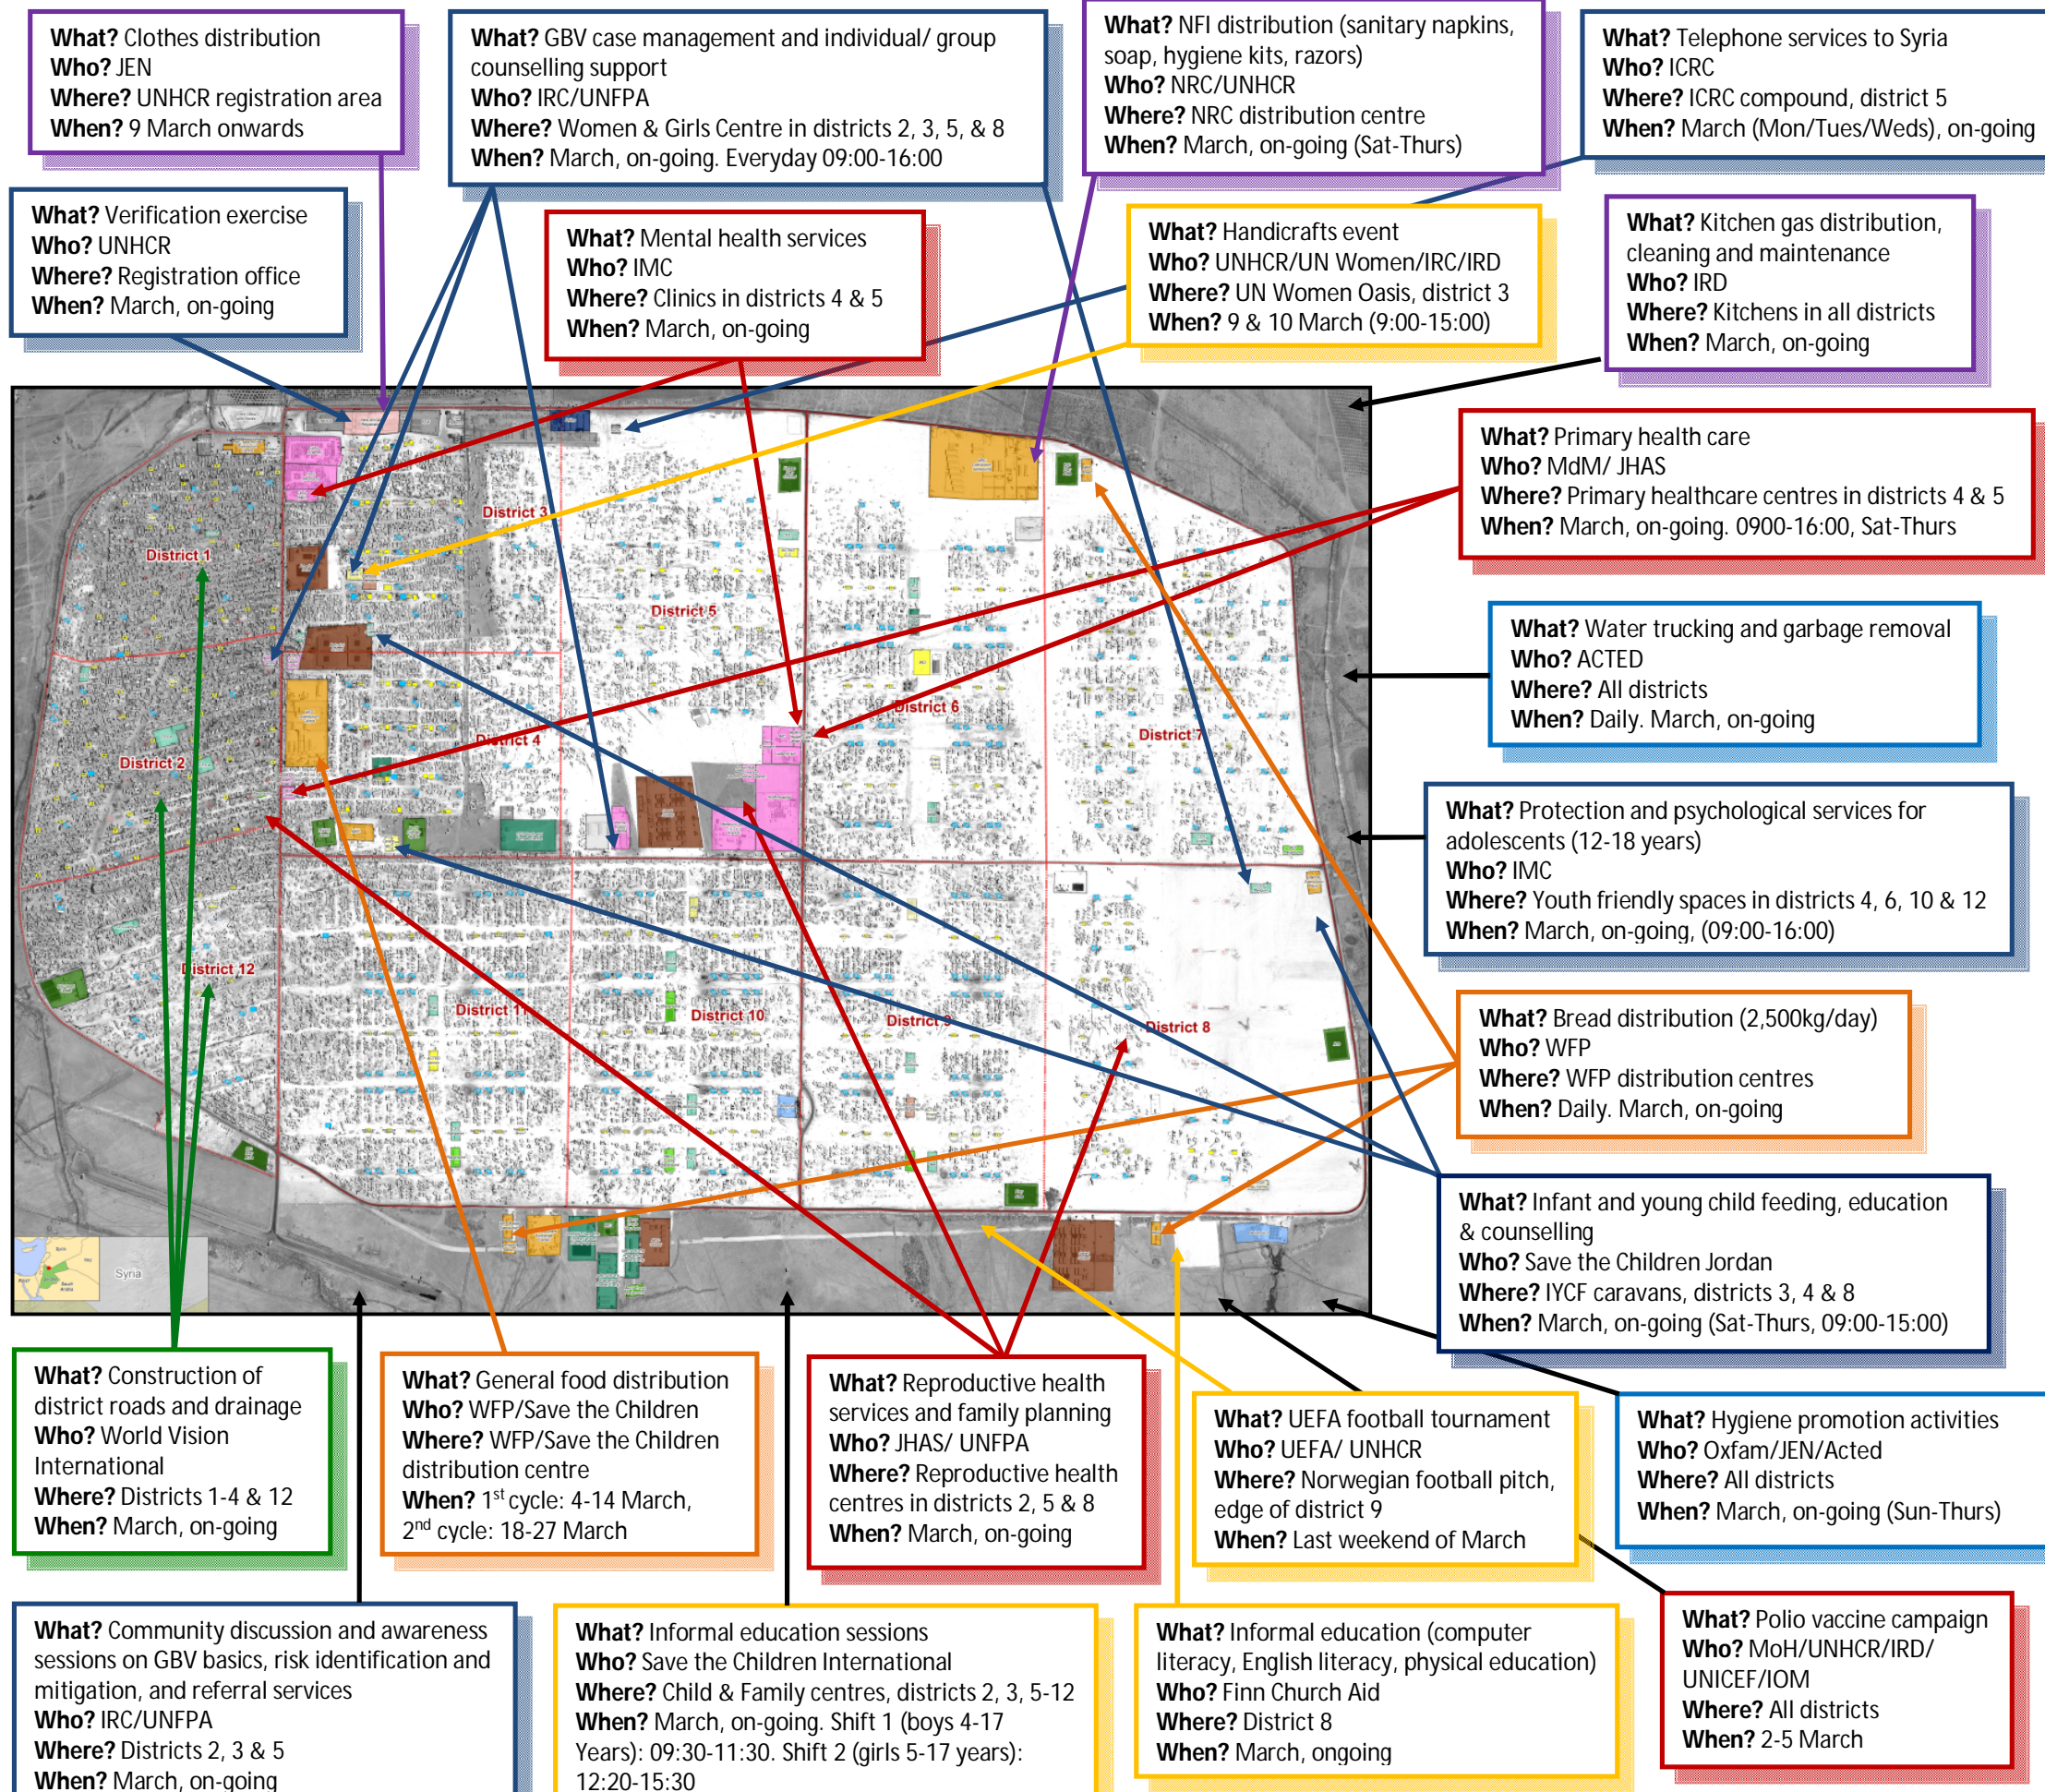 What? Clothes distribution
Who? JEN
Where? UNHCR registration area
When? 9 March onwards
What? GBV case management and individual/ group
counselling support
Who? IRC/UNFPA
Where? Women & Girls Centre in districts 2, 3, 5, & 8
When? March, on-going. Everyday 09:00-16:00
What? NFI distribution (sanitary napkins,
soap, hygiene kits, razors)
Who? NRC/UNHCR
Where? NRC distribution centre
When? March, on-going (Sat-Thurs)
What? Telephone services to Syria
Who? ICRC
Where? ICRC compound, district 5
When? March (Mon/Tues/Weds), on-going
What? Verification exercise
Who? UNHCR
Where? Registration office
When? March, on-going
What? Mental health services
Who? IMC
Where? Clinics in districts 4 & 5
When? March, on-going
What? Handicrafts event
Who? UNHCR/UN Women/IRC/IRD
Where? UN Women Oasis, district 3
When? 9 & 10 March (9:00-15:00)
What? Kitchen gas distribution,
cleaning and maintenance
Who? IRD
Where? Kitchens in all districts
When? March, on-going
What? Primary health care
Who? MdM/ JHAS
Where? Primary healthcare centres in districts 4 & 5
When? March, on-going. 0900-16:00, Sat-Thurs
District 3
District 1
District 5
What? Water trucking and garbage removal
Who? ACTED
Where? All districts
When? Daily. March, on-going
District 6
District 4
District 7
District 2
What? Protection and psychological services for
adolescents (12-18 years)
Who? IMC
Where? Youth friendly spaces in districts 4, 6, 10 & 12
When? March, on-going, (09:00-16:00)
District 12
District 11
District 10
District 9
District 8
What? Bread distribution (2,500kg/day)
Who? WFP
Where? WFP distribution centres
When? Daily. March, on-going
What? Infant and young child feeding, education
& counselling
Who? Save the Children Jordan
Where? IYCF caravans, districts 3, 4 & 8
When? March, on-going (Sat-Thurs, 09:00-15:00)
Syria
What? Construction of
district roads and drainage
Who? World Vision
International
Where? Districts 1-4 & 12
When? March, on-going
What? General food distribution
Who? WFP/Save the Children
Where? WFP/Save the Children
distribution centre
When? 1st cycle: 4-14 March,
2nd cycle: 18-27 March
What? Reproductive health
services and family planning
Who? JHAS/ UNFPA
Where? Reproductive health
centres in districts 2, 5 & 8
When? March, on-going
What? UEFA football tournament
Who? UEFA/ UNHCR
Where? Norwegian football pitch,
edge of district 9
When? Last weekend of March
What? Hygiene promotion activities
Who? Oxfam/JEN/Acted
Where? All districts
When? March, on-going (Sun-Thurs)
What? Community discussion and awareness
sessions on GBV basics, risk identification and
mitigation, and referral services
Who? IRC/UNFPA
Where? Districts 2, 3 & 5
When? March, on-going
What? Informal education sessions
Who? Save the Children International
Where? Child & Family centres, districts 2, 3, 5-12
When? March, on-going. Shift 1 (boys 4-17
Years): 09:30-11:30. Shift 2 (girls 5-17 years):
12:20-15:30
What? Informal education (computer
literacy, English literacy, physical education)
Who? Finn Church Aid
Where? District 8
When? March, ongoing
What? Polio vaccine campaign
Who? MoH/UNHCR/IRD/
UNICEF/IOM
Where? All districts
When? 2-5 March